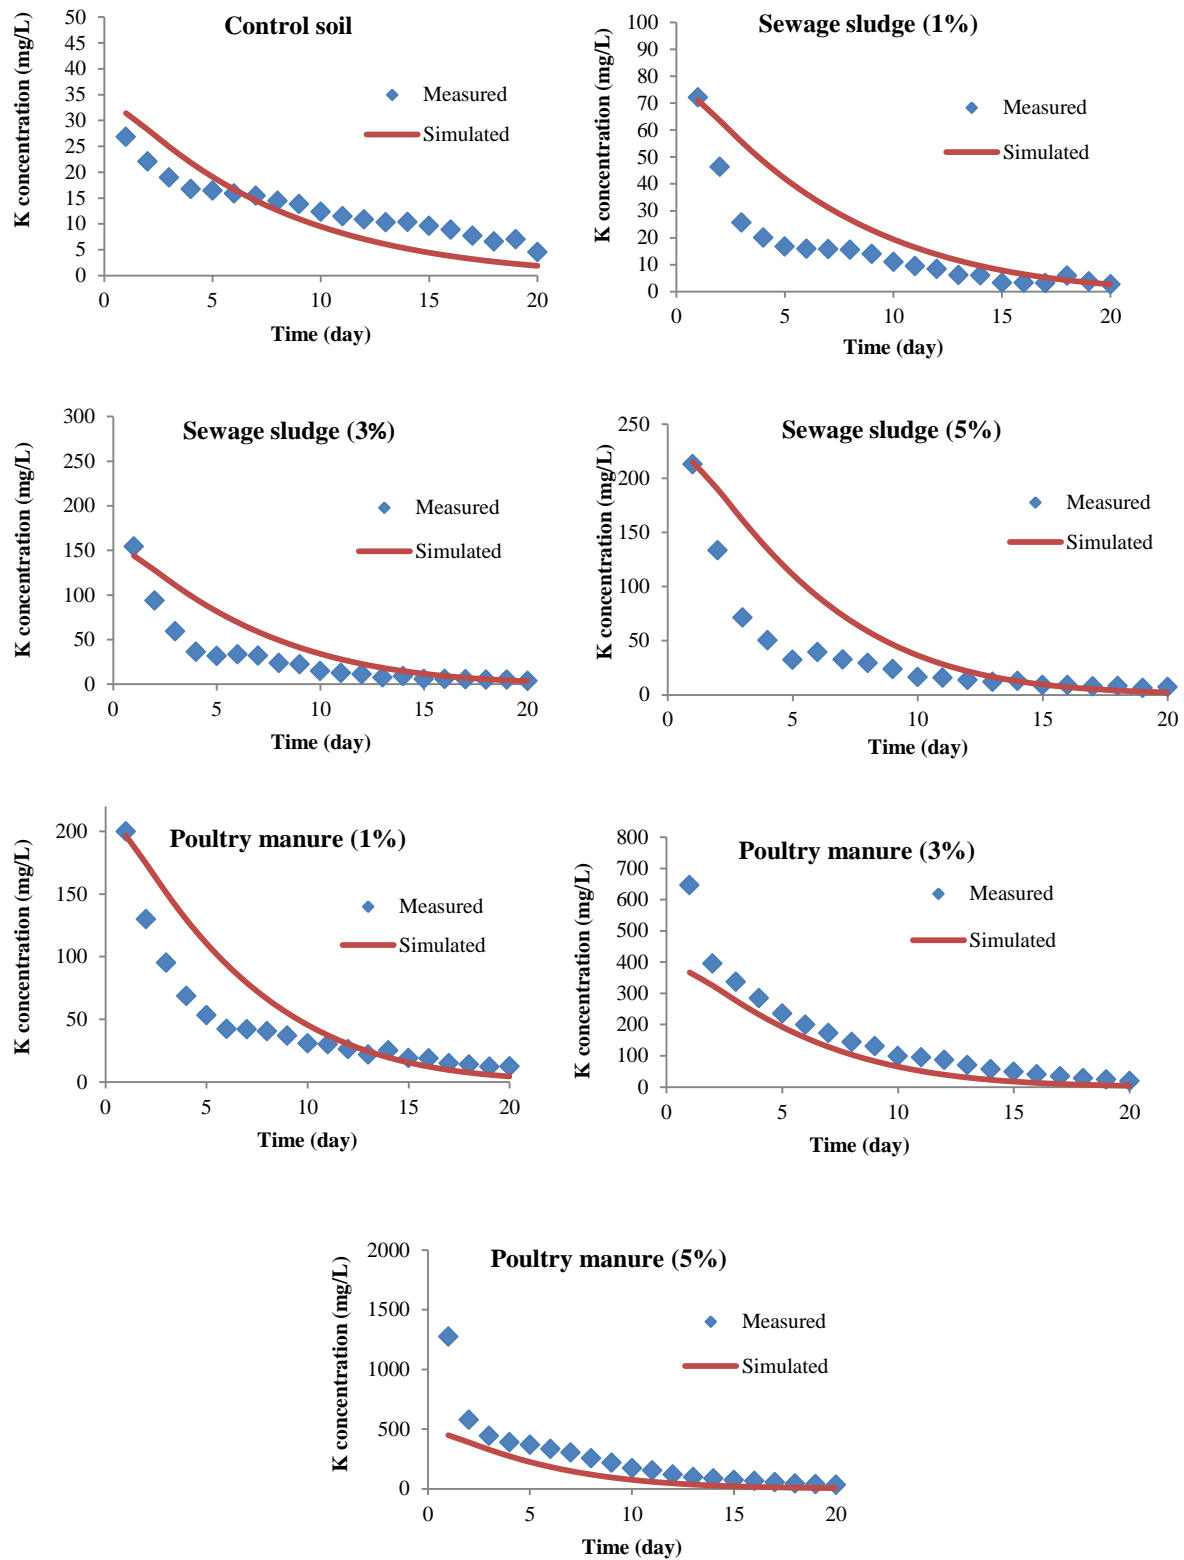 Control soil
K concentration (mg/L)
50
45
40
35
30
25
20
15
10
5
0
Measured
Simulated
0 5 10 15 20
Time (day)
Sewage sludge (1%)
K concentration (mg/L)
100
90
80
70
60
50
40
30
20
10
0
Measured
Simulated
0 5 10 15 20
Time (day)
Sewage sludge (3%)
K concentration (mg/L)
300
250
200
150
100
50
0
Measured
Simulated
0 5 10 15 20
Time (day)
Sewage sludge (5%)
K concentration (mg/L)
250
200
150
100
50
0
Measured
Simulated
0 5 10 15 20
Time (day)
Poultry manure (1%)
K concentration (mg/L)
200
150
100
50
0
Measured
Simulated
0 5 10 15 20
Time (day)
Poultry manure (3%)
K concentration (mg/L)
800
700
600
500
400
300
200
100
0
Measured
Simulated
0 5 10 15 20
Time (day)
Poultry manure (5%)
K concentration (mg/L)
2000
1500
1000
500
0
Measured
Simulated
0 5 10 15 20
Time (day)